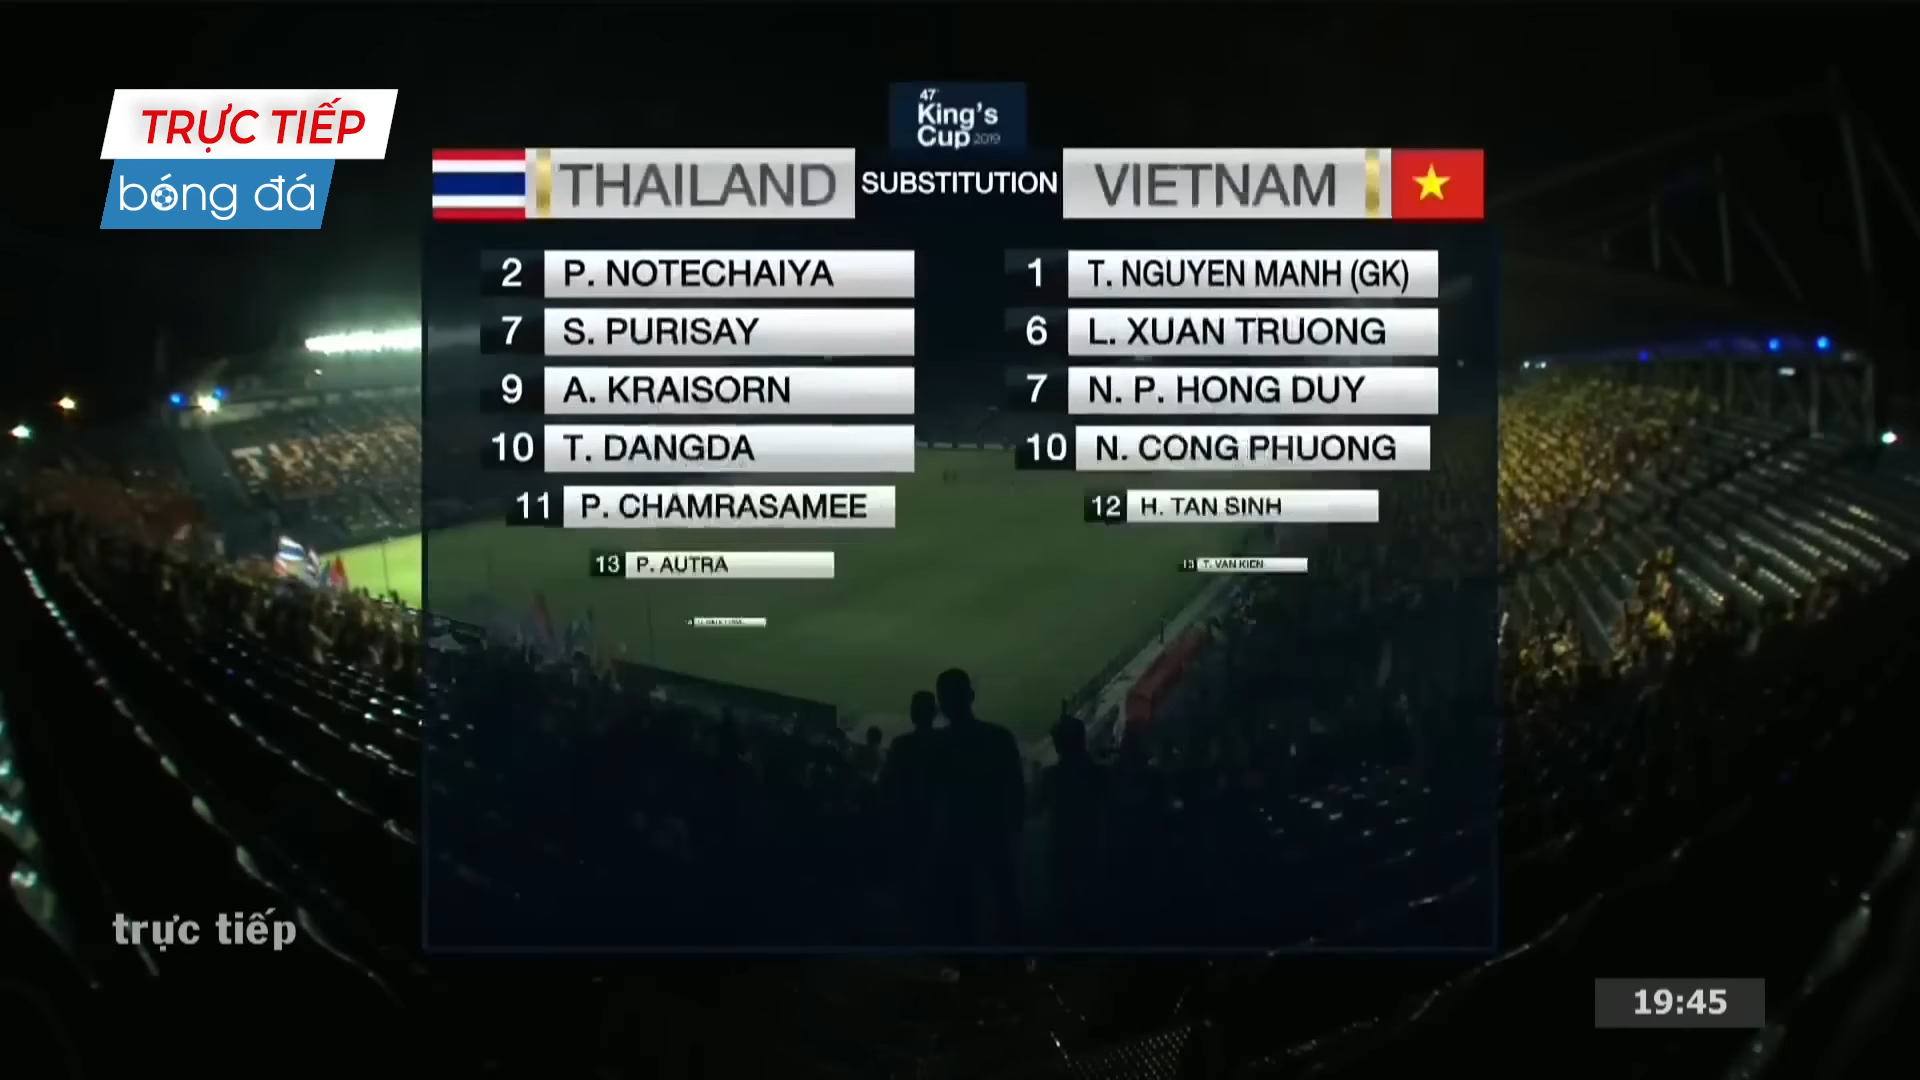 TRỰC TIẾP
bóng đá
47
King's
Cup 2019
THAILAND
SUBSTITUTION
VIETNAM
2 P. NOTECHAIYA
1 T. NGUYEN MANH (GK)
7 S. PURISAY
6 L. XUAN TRUONG
9 A. KRAISORN
7 N. P. HONG DUY
10 T. DANGDA
10 N. CONG PHUONG
11 P. CHAMRASAMEE
12 H. TAN SINH
13 P. AUTRA
13 T. VAN KIEN
trực tiếp
19:45